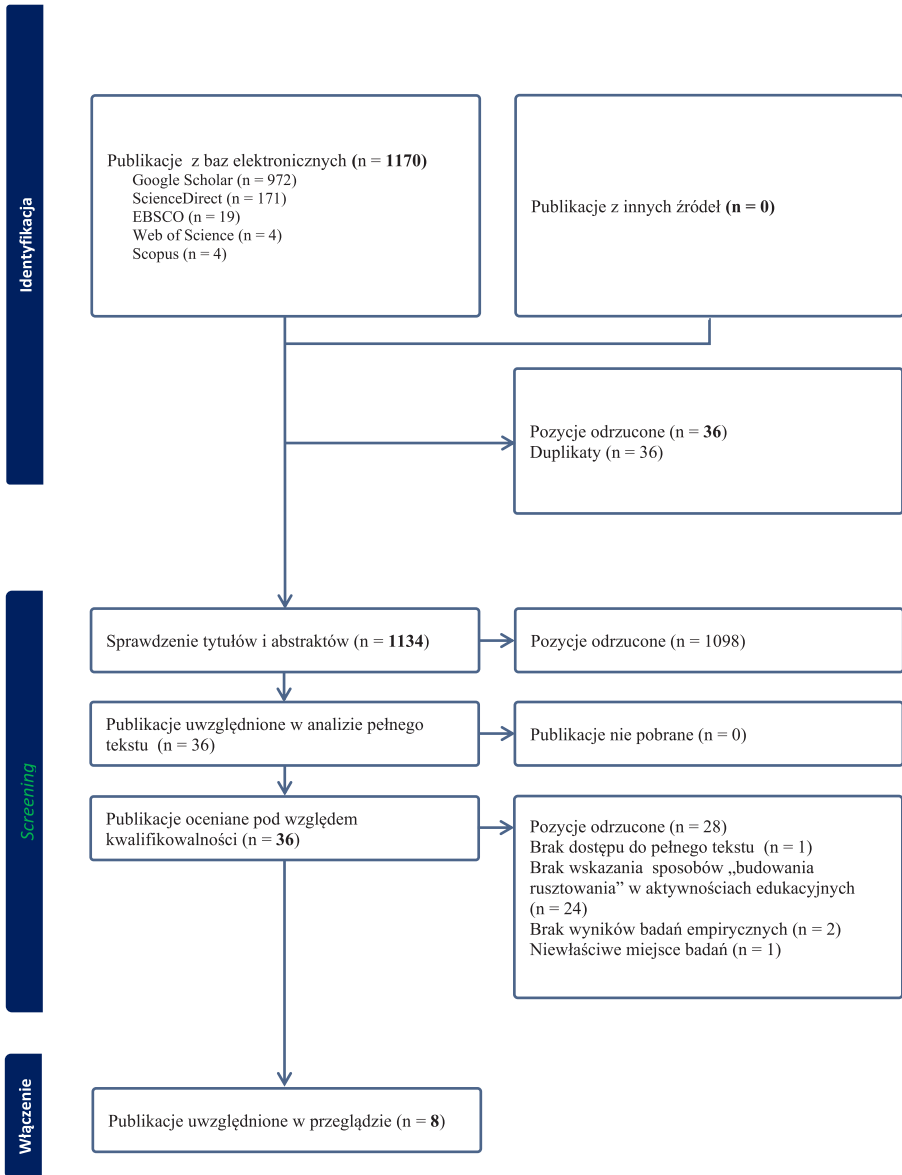 Identyfikacja
Publikacje z baz elektronicznych (n = 1170)
Google Scholar (n = 972)
ScienceDirect (n = 171)
EBSCO (n = 19)
Web of Science (n = 4)
Scopus (n = 4)
Publikacje z innych źródeł (n = 0)
Pozycje odrzucone (n = 36)
Duplikaty (n = 36)
Screening
Sprawdzenie tytułów i abstraktów (n = 1134)
Pozycje odrzucone (n = 1098)
Publikacje uwzględnione w analizie pełnego
tekstu (n = 36)
Publikacje nie pobrane (n = 0)
Publikacje oceniane pod względem
kwalifikowalności (n = 36)
Pozycje odrzucone (n = 28)
Brak dostępu do pełnego tekstu (n = 1)
Brak wskazania sposobów „budowania
rusztowania” w aktywnościach edukacyjnych
(n = 24)
Brak wyników badań empirycznych (n = 2)
Niewłaściwe miejsce badań (n = 1)
Włączenie
Publikacje uwzględnione w przeglądzie (n = 8)